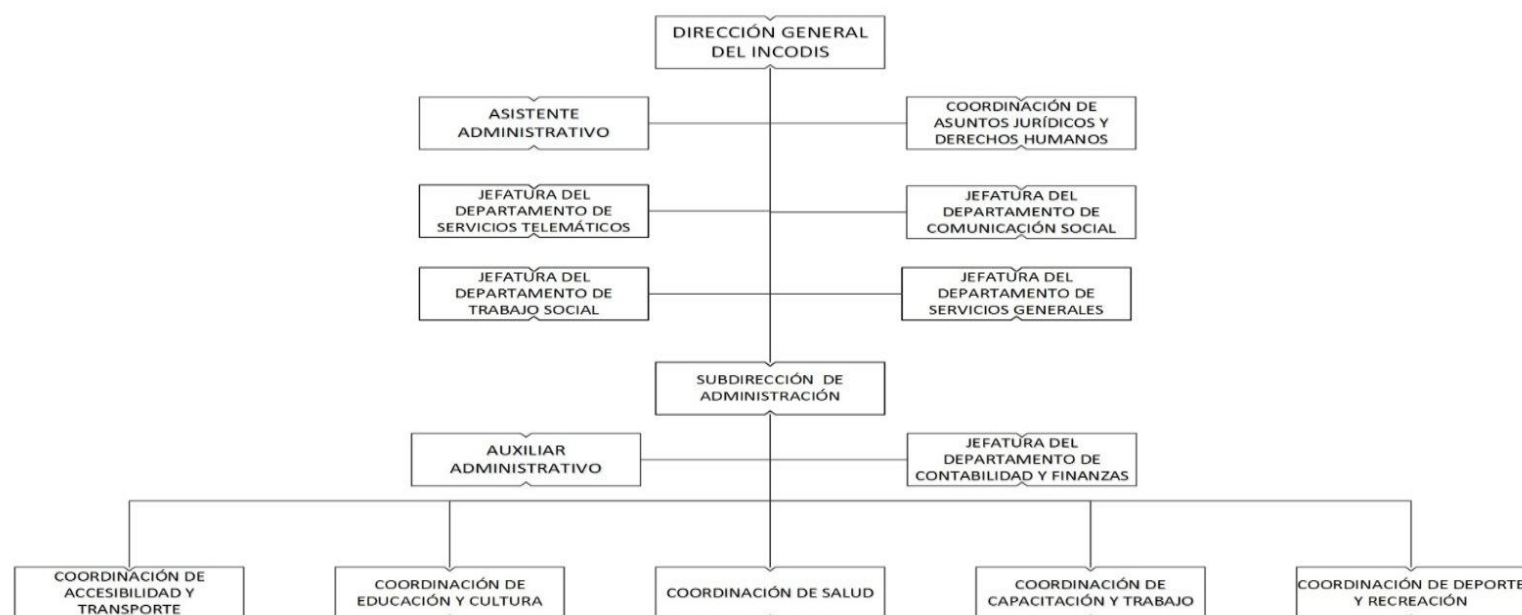 DIRECCIÓN GENERAL
DEL INCODIS
ASISTENTE
ADMINISTRATIVO
COORDINACIÓN DE
ASUNTOS JURÍDICOS Y
DERECHOS HUMANOS
JEFATURA DEL
DEPARTAMENTO DE
SERVICIOS TELEMÁTICOS
JEFATURA DEL
DEPARTAMENTO DE
COMUNICACIÓN SOCIAL
JEFATURA DEL
DEPARTAMENTO DE
TRABAJO SOCIAL
JEFATURA DEL
DEPARTAMENTO DE
SERVICIOS GENERALES
SUBDIRECCIÓN DE
ADMINISTRACIÓN
AUXILIAR
ADMINISTRATIVO
JEFATURA DEL
DEPARTAMENTO DE
CONTABILIDAD Y FINANZAS
COORDINACIÓN DE
ACCESIBILIDAD Y
TRANSPORTE
COORDINACIÓN DE
EDUCACIÓN Y CULTURA
COORDINACIÓN DE SALUD
COORDINACIÓN DE
CAPACITACIÓN Y TRABAJO
COORDINACIÓN DE DEPORTE
Y RECREACIÓN